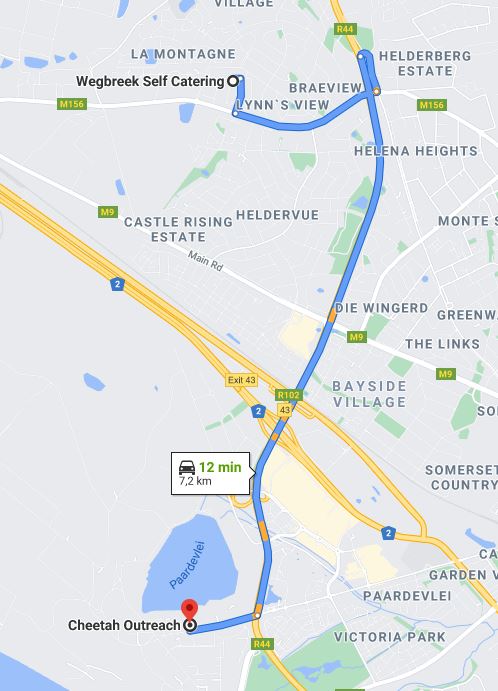 VILLAGE
R44
LA MONTAGNE
HELDERBERG
ESTATE
Wegbreek Self Catering
BRAEVIEW
M156
LYNN`S VIEW
M156
HELENA HEIGHTS
M9
CASTLE RISING
ESTATE
HELDERVUE
MONTE S
Main Rd
2
DIE WINGERD
GREENWA
M9
THE LINKS
M9
Exit 43
R102
BAYSIDE
VILLAGE
2
43
SO
12 min
7,2 km
SOMERSET
COUNTRY
2
Paardevlei
GARDEN V
PAARDEVLEI
Cheetah Outreach
VICTORIA PARK
R44